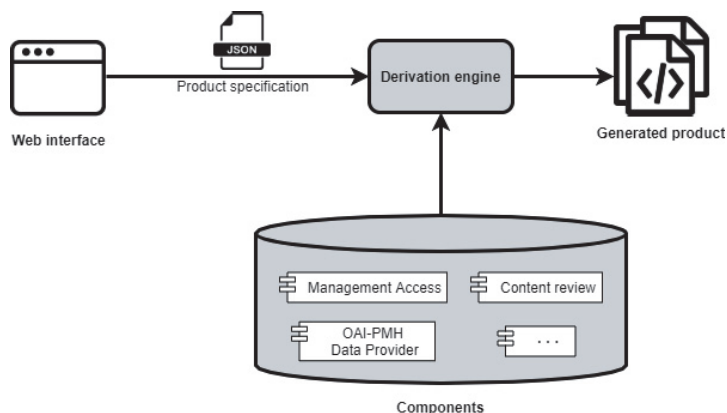 JSON
Product specification
Derivation engine
Web interface
Generated product
Management Access
Content review
OAI-PMH
Data Provider
...
Components